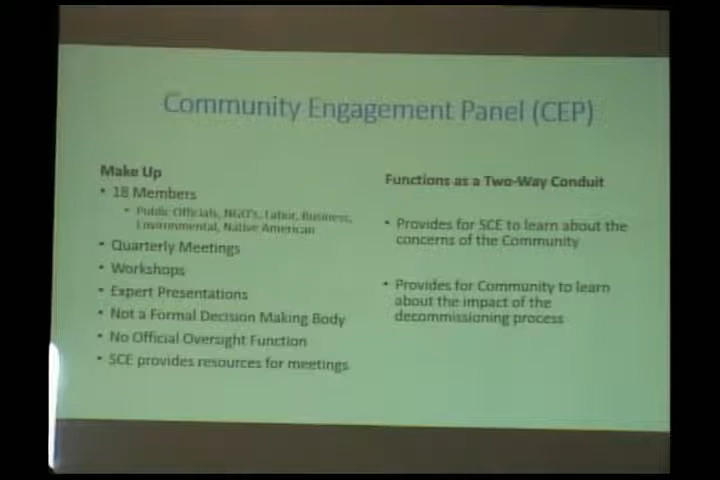 Community Engagement Panel (CEP)
Make Up
• 18 Members
• Public Officials, NGO's, Labor, Business,
Environmental, Native American
• Quarterly Meetings
• Workshops
• Expert Presentations
• Not a Formal Decision Making Body
• No Official Oversight Function
• SCE provides resources for meetings
Functions as a Two-Way Conduit
• Provides for SCE to learn about the
concerns of the Community
• Provides for Community to learn
about the impact of the
decommissioning process